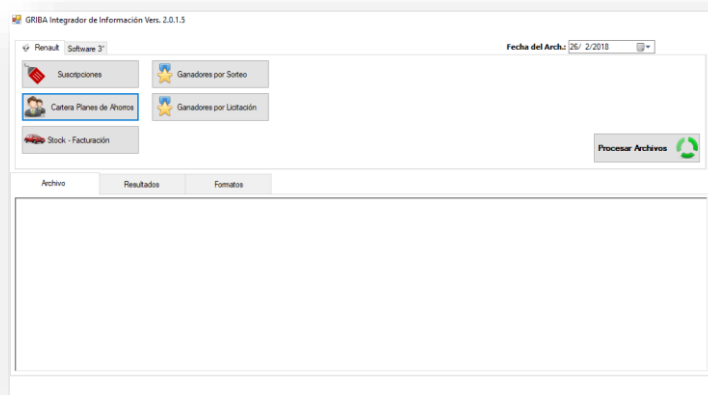 GRIBA Integrador de Información Vers. 2.0.1.5
Renault Software 3°
Fecha del Arch.: 26/ 2/2018
Suscripciones Ganadores por Sorteo
Cartera Planes de Ahorros Ganadores por Licitación
Stock - Facturación
Procesar Archivos
Archivo Resultados Formatos